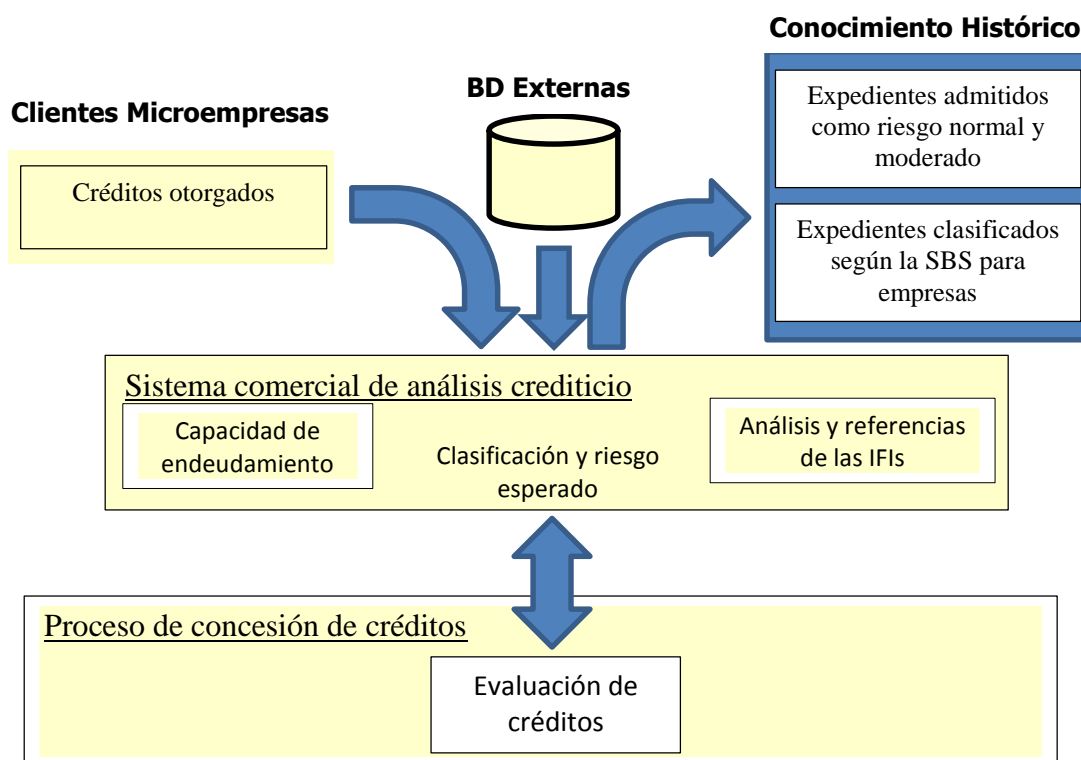 Conocimiento Histórico
Expedientes admitidos
como riesgo normal y
moderado
Expedientes clasificados
según la SBS para
empresas
BD Externas
Clientes Microempresas
Créditos otorgados
Sistema comercial de análisis crediticio
Capacidad de
endeudamiento
Clasificación y riesgo
esperado
Análisis y referencias
de las IFIs
Proceso de concesión de créditos
Evaluación de
créditos